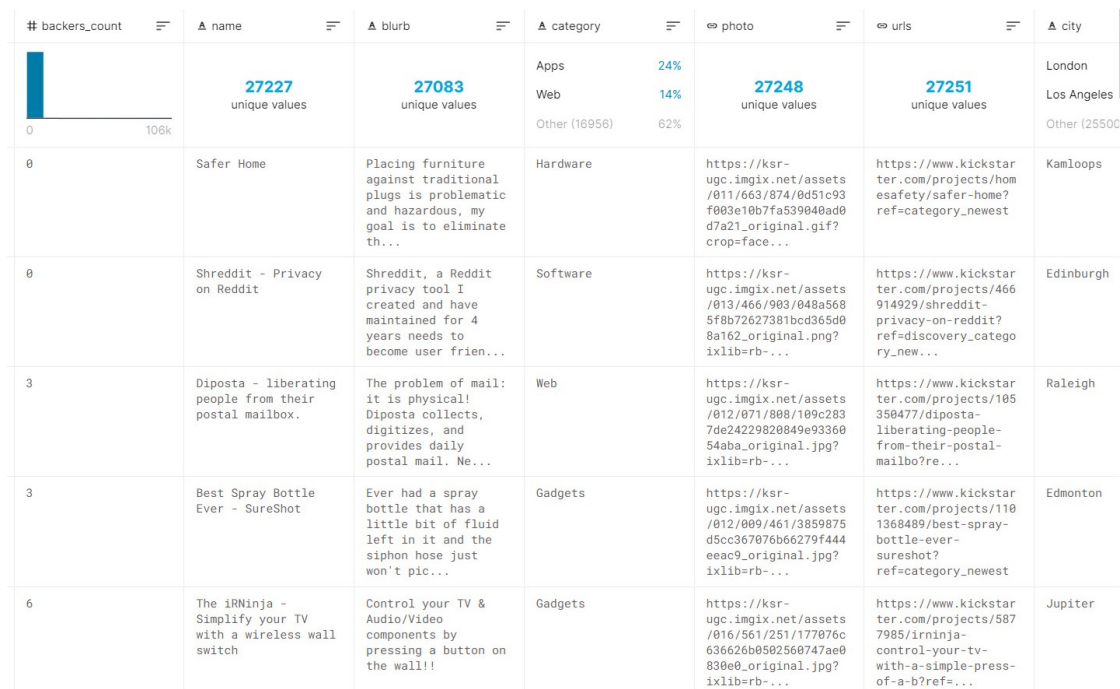 # backers_count
A name
A blurb
A category
photo
urls
A city
0
106k
27227
unique values
27083
unique values
Apps 24%
Web 14%
Other (16956) 62%
27248
unique values
27251
unique values
London
Los Angeles
Other (25500
0
Safer Home
Placing furniture
against traditional
plugs is problematic
and hazardous, my
goal is to eliminate
th...
Hardware
https://ksr-
ugc.imgix.net/assets
/011/663/874/0d51c93
f003e10b7fa539040ad0
d7a21_original.gif?
crop=face...
https://www.kickstar
ter.com/projects/hom
esafety/safer-home?
ref=category_newest
Kamloops
0
Shreddit - Privacy
on Reddit
Shreddit, a Reddit
privacy tool I
created and have
maintained for 4
years needs to
become user frien...
Software
https://ksr-
ugc.imgix.net/assets
/013/466/903/048a568
5f8b72627381bcd365d0
8a162_original.png?
ixlib=rb-...
https://www.kickstar
ter.com/projects/466
914929/shreddit-
privacy-on-reddit?
ref=discovery_catego
ry_new...
Edinburgh
3
Diposta - liberating
people from their
postal mailbox.
The problem of mail:
it is physical!
Diposta collects,
digitizes, and
provides daily
postal mail. Ne...
Web
https://ksr-
ugc.imgix.net/assets
/012/071/808/109c283
7de24229820849e93360
54aba_original.jpg?
ixlib=rb-...
https://www.kickstar
ter.com/projects/105
350477/diposta-
liberating-people-
from-their-postal-
mailbo?re...
Raleigh
3
Best Spray Bottle
Ever - SureShot
Ever had a spray
bottle that has a
little bit of fluid
left in it and the
siphon hose just
won't pic...
Gadgets
https://ksr-
ugc.imgix.net/assets
/012/009/461/3859875
d5cc367076b66279f444
eeac9_original.jpg?
ixlib=rb-...
https://www.kickstar
ter.com/projects/110
1368489/best-spray-
bottle-ever-
sureshot?
ref=category_newest
Edmonton
6
The iRNinja -
Simplify your TV
with a wireless wall
switch
Control your TV &
Audio/Video
components by
pressing a button on
the wall!!
Gadgets
https://ksr-
ugc.imgix.net/assets
/016/561/251/177076c
636626b0502560747ae0
830e0_original.jpg?
ixlib=rb-...
https://www.kickstar
ter.com/projects/587
7985/irninja-
control-your-tv-
with-a-simple-press-
of-a-b?ref=...
Jupiter